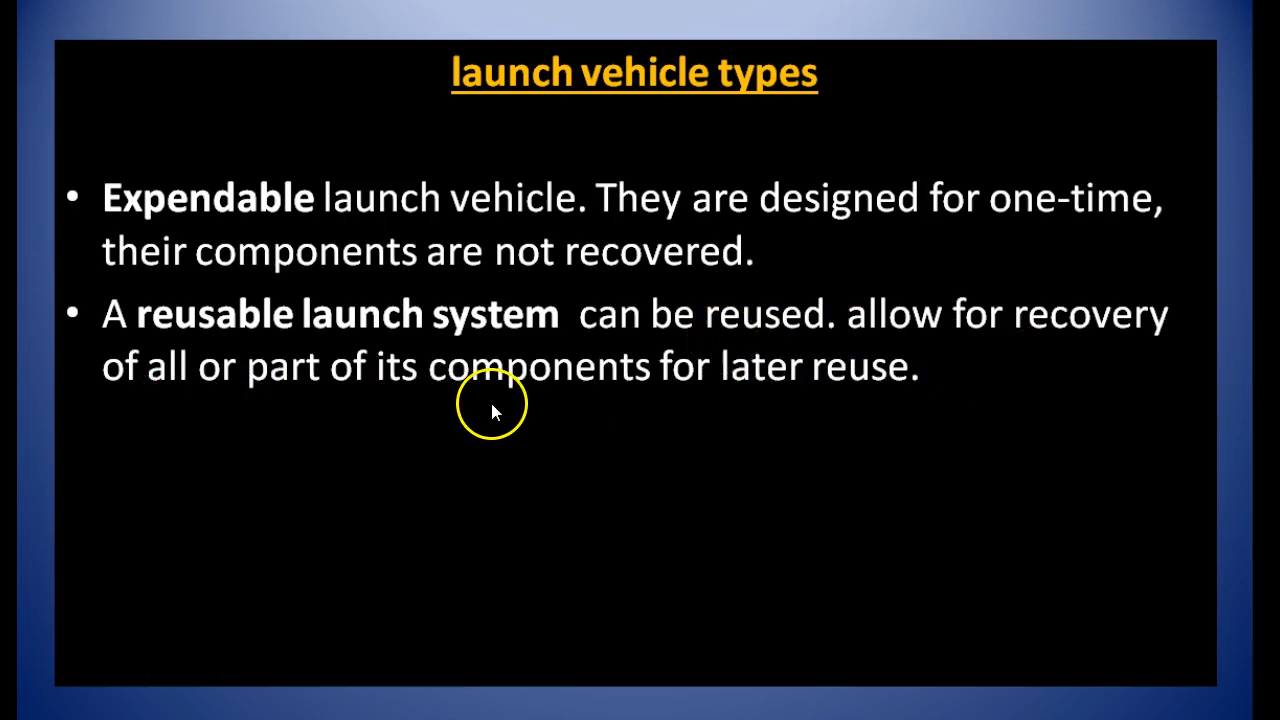 launch vehicle types
• Expendable launch vehicle. They are designed for one-time,
their components are not recovered.
• A reusable launch system can be reused. allow for recovery
of all or part of its components for later reuse.